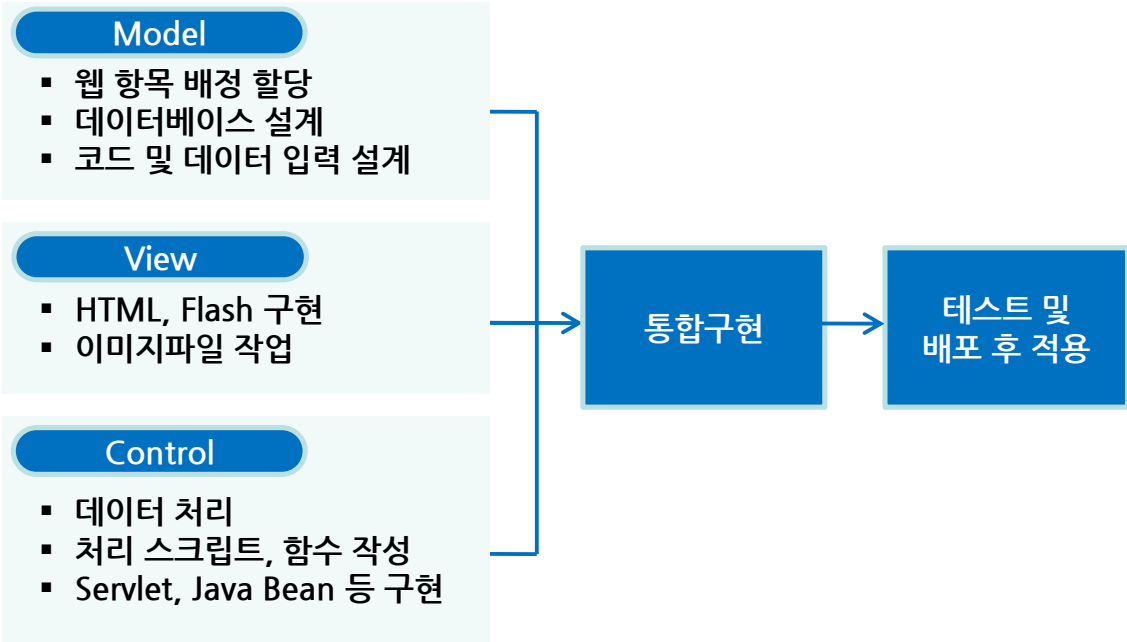 Model
▪ 웹 항목 배정 할당
▪ 데이터베이스 설계
▪ 코드 및 데이터 입력 설계
View
▪ HTML, Flash 구현
▪ 이미지파일 작업
Control
▪ 데이터 처리
▪ 처리 스크립트, 함수 작성
▪ Servlet, Java Bean 등 구현
통합구현
테스트 및
배포 후 적용